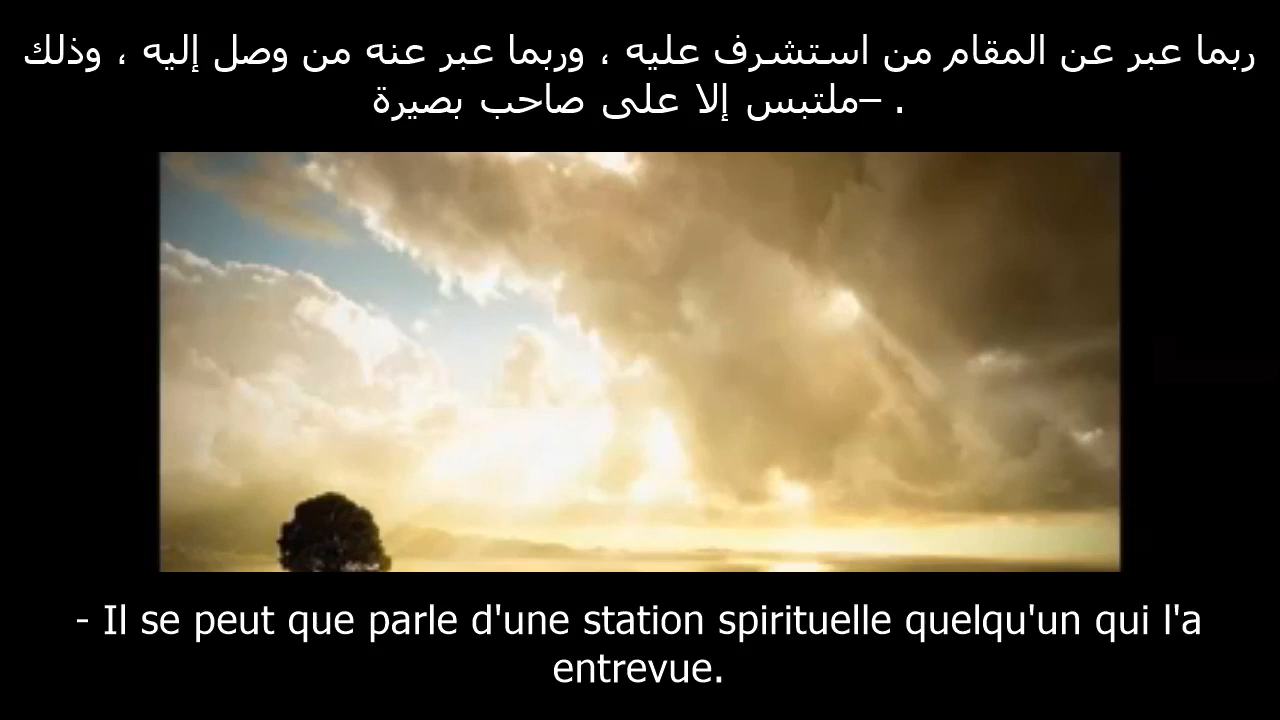 ربما عبر عن المقام من استشرف عليه ، وربما عبر عنه من وصل إليه ، وذلك
ملتبس إلا على صاحب بصيرة– .
- Il se peut que parle d'une station spirituelle quelqu'un qui l'a
entrevue.